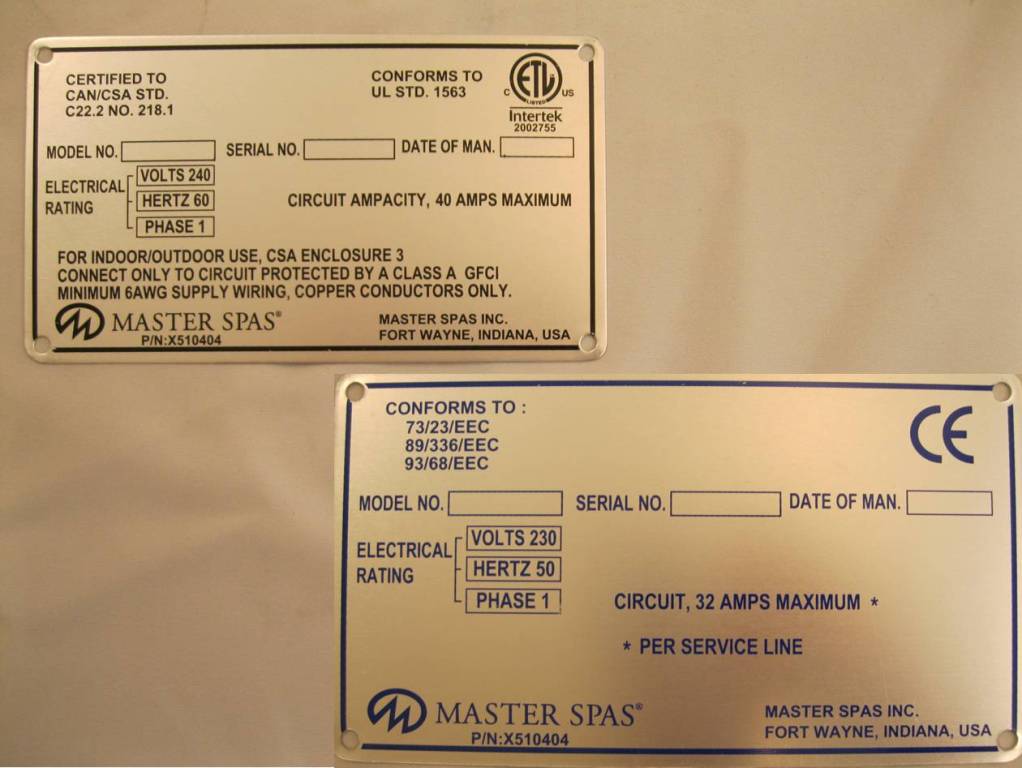 CERTIFIED TO
CAN/CSA STD.
C22.2 NO. 218.1
CONFORMS TO
UL STD. 1563
C ETL US
LISTED
Intertek
2002755
MODEL NO. SERIAL NO. DATE OF MAN.
ELECTRICAL
RATING
VOLTS 240
HERTZ 60
PHASE 1
CIRCUIT AMPACITY, 40 AMPS MAXIMUM
FOR INDOOR/OUTDOOR USE, CSA ENCLOSURE 3
CONNECT ONLY TO CIRCUIT PROTECTED BY A CLASS A GFCI
MINIMUM 6AWG SUPPLY WIRING, COPPER CONDUCTORS ONLY.
MASTER SPAS®
P/N:X510404
MASTER SPAS INC.
FORT WAYNE, INDIANA, USA
CONFORMS TO :
73/23/EEC
89/336/EEC
93/68/EEC
CE
MODEL NO. SERIAL NO. DATE OF MAN.
ELECTRICAL
RATING
VOLTS 230
HERTZ 50
PHASE 1
CIRCUIT, 32 AMPS MAXIMUM *
* PER SERVICE LINE
MASTER SPAS®
P/N:X510404
MASTER SPAS INC.
FORT WAYNE, INDIANA, USA